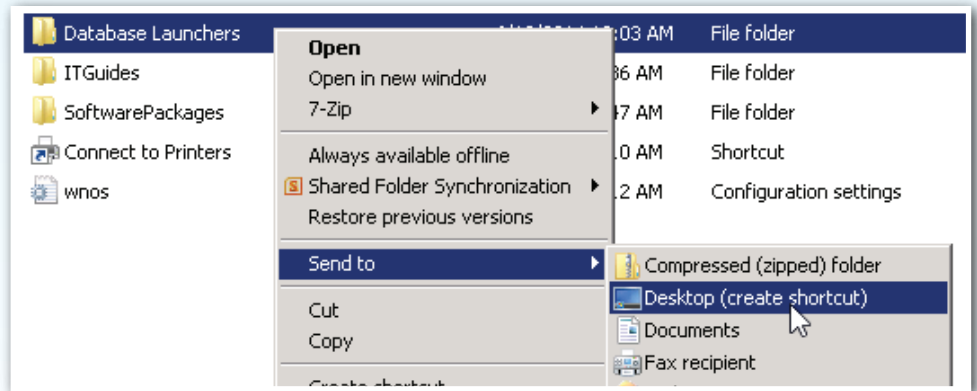 Database Launchers :03 AM File folder
Open
Open in new window
ITGuides 36 AM File folder
7-Zip
SoftwarePackages 47 AM File folder
Connect to Printers .0 AM Shortcut
Always available offline
Shared Folder Synchronization
wnos 2 AM Configuration settings
Restore previous versions
Send to
Compressed (zipped) folder
Desktop (create shortcut)
Cut
Documents
Copy
Fax recipient
Create shortcut